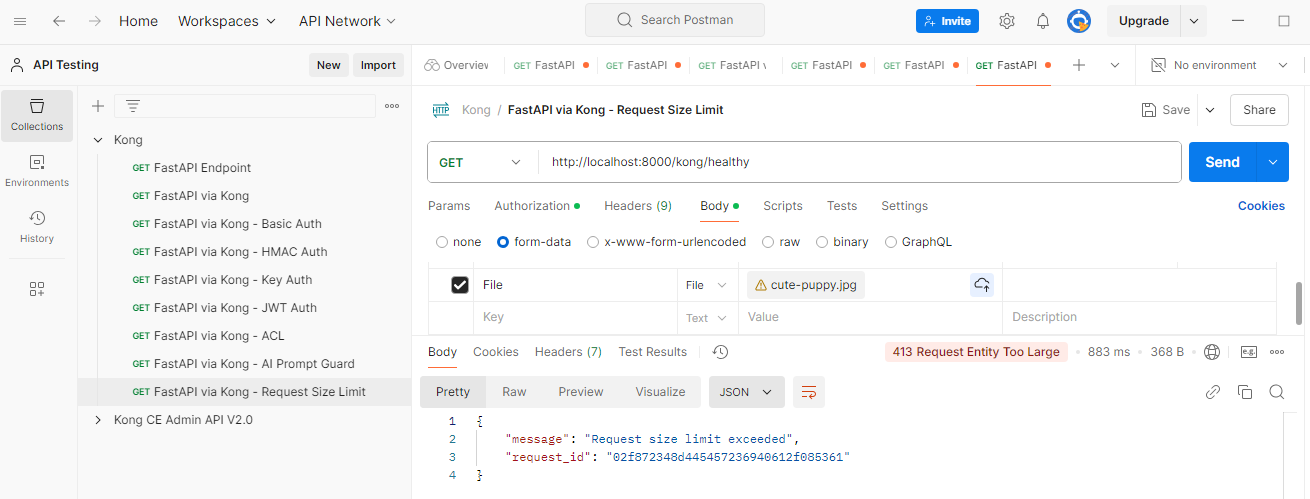 Home Workspaces API Network Search Postman Invite Upgrade
API Testing New Import Overview GET FastAPI GET FastAPI GET FastAPI GET FastAPI GET FastAPI GET FastAPI No environment
Collections
Environments
History
Kong
GET FastAPI Endpoint
GET FastAPI via Kong
GET FastAPI via Kong - Basic Auth
GET FastAPI via Kong - HMAC Auth
GET FastAPI via Kong - Key Auth
GET FastAPI via Kong - JWT Auth
GET FastAPI via Kong - ACL
GET FastAPI via Kong - AI Prompt Guard
GET FastAPI via Kong - Request Size Limit
Kong CE Admin API V2.0
HTTP Kong / FastAPI via Kong - Request Size Limit Save Share
GET http://localhost:8000/kong/healthy Send
Params Authorization Headers (9) Body Scripts Tests Settings Cookies
none form-data x-www-form-urlencoded raw binary GraphQL
File File cute-puppy.jpg
Key Text Value Description
Body Cookies Headers (7) Test Results 413 Request Entity Too Large • 883 ms • 368 B • e.g.
Pretty Raw Preview Visualize JSON
1 {
2 "message": "Request size limit exceeded",
3 "request_id": "02f872348d445457236940612f085361"
4 }